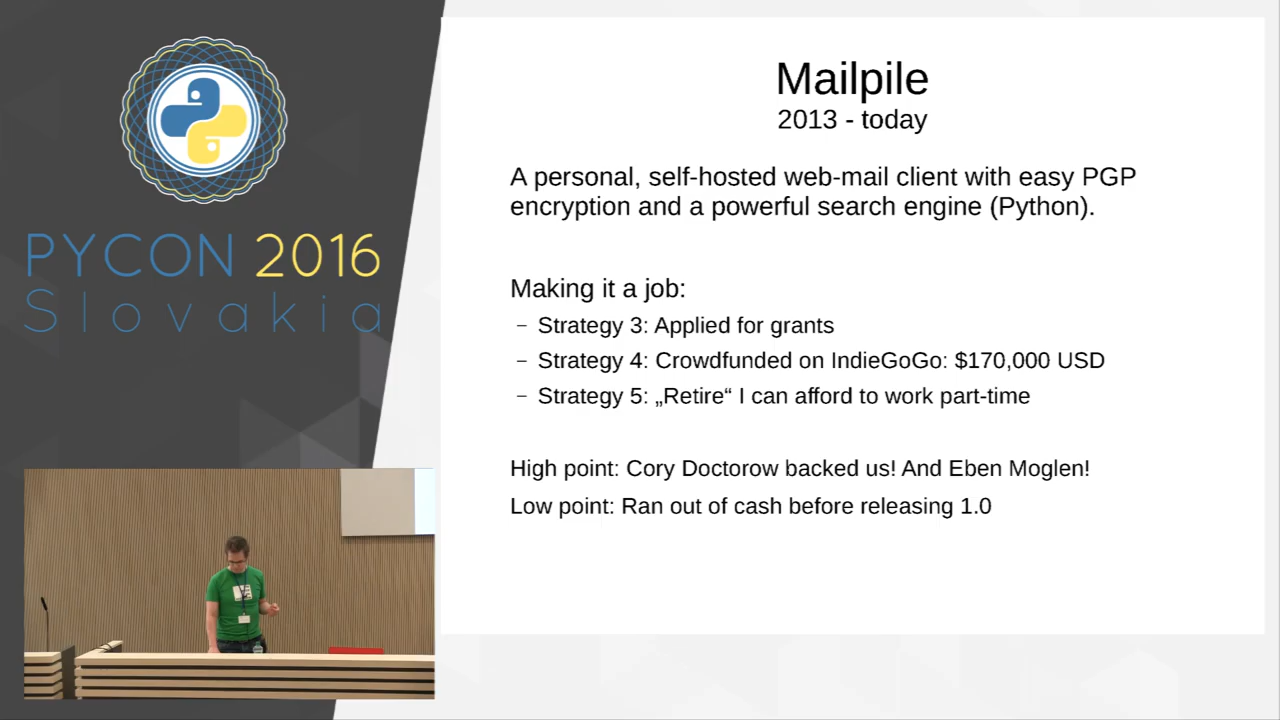 PYCON 2016
Slovakia
Mailpile
2013 - today
A personal, self-hosted web-mail client with easy PGP
encryption and a powerful search engine (Python).
Making it a job:
– Strategy 3: Applied for grants
– Strategy 4: Crowdfunded on IndieGoGo: $170,000 USD
– Strategy 5: „Retire“ I can afford to work part-time
High point: Cory Doctorow backed us! And Eben Moglen!
Low point: Ran out of cash before releasing 1.0